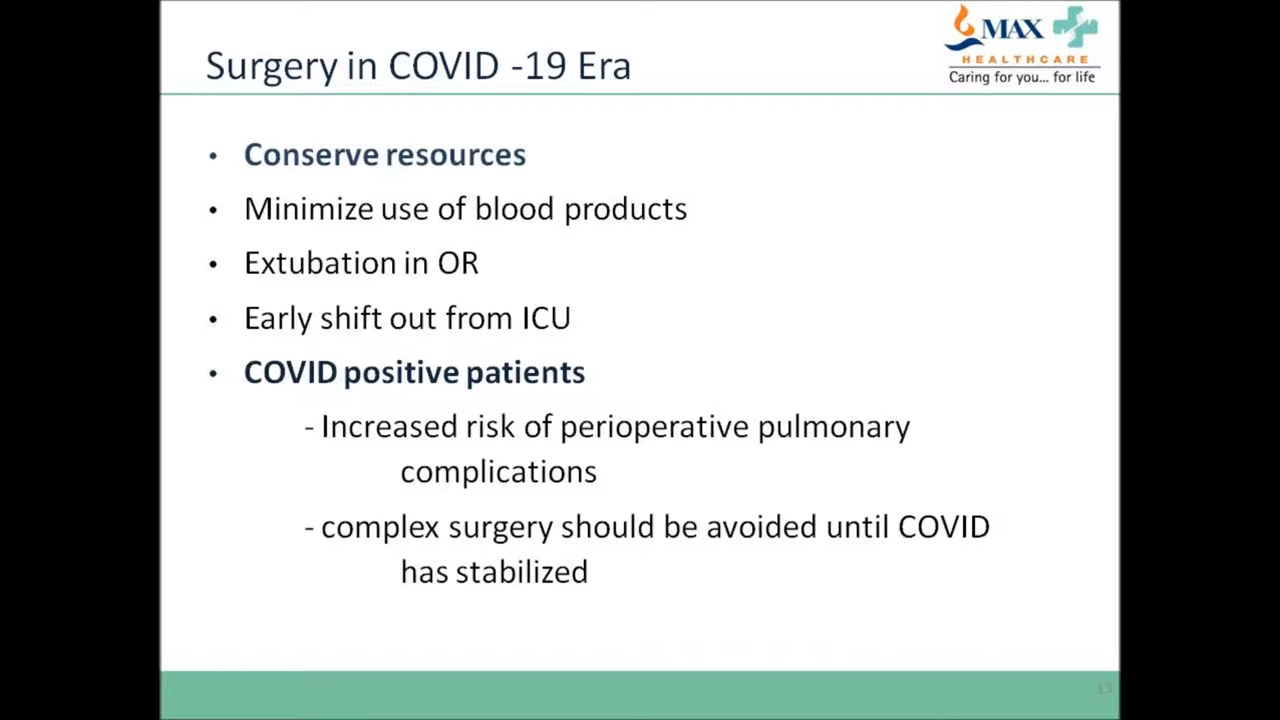 Surgery in COVID -19 Era
MAX
HEALTHCARE
Caring for you... for life
• Conserve resources
• Minimize use of blood products
• Extubation in OR
• Early shift out from ICU
• COVID positive patients
- Increased risk of perioperative pulmonary
complications
- complex surgery should be avoided until COVID
has stabilized
13